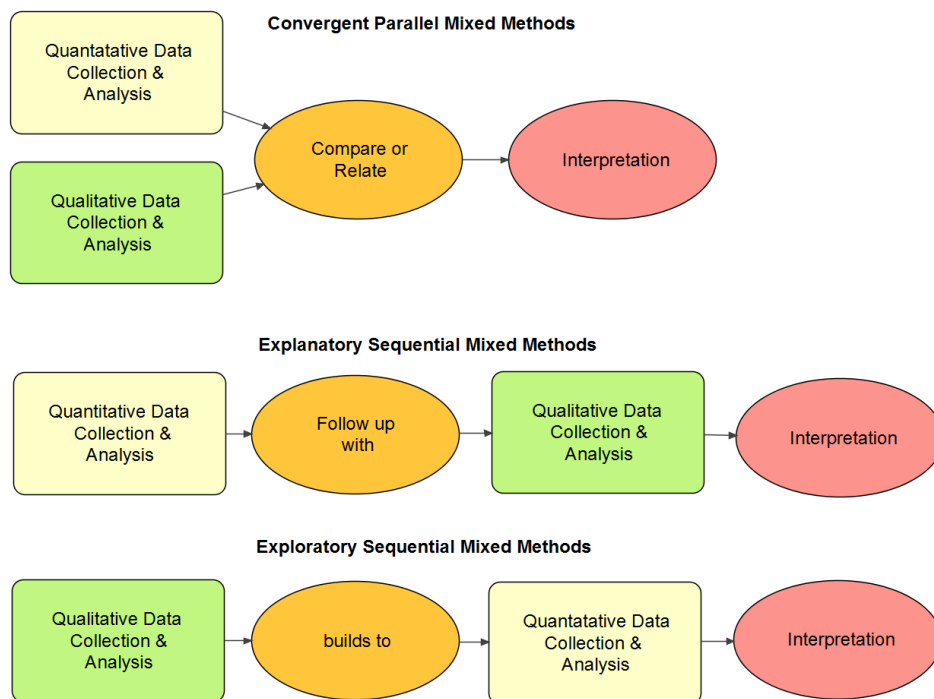 Convergent Parallel Mixed Methods
Quantatative Data
Collection &
Analysis
Qualitative Data
Collection &
Analysis
Compare or
Relate
Interpretation
Explanatory Sequential Mixed Methods
Quantitative Data
Collection &
Analysis
Follow up
with
Qualitative Data
Collection &
Analysis
Interpretation
Exploratory Sequential Mixed Methods
Qualitative Data
Collection &
Analysis
builds to
Quantatative Data
Collection &
Analysis
Interpretation